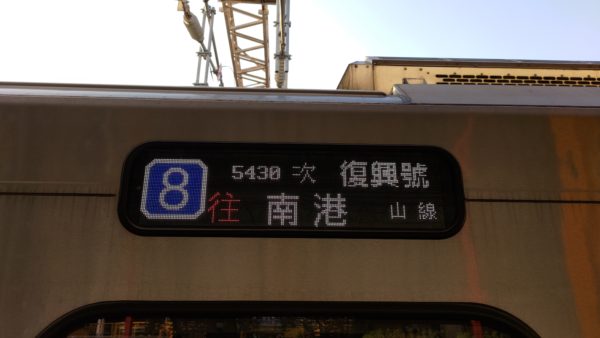 8
5430 次 復興號
往 南港 山線